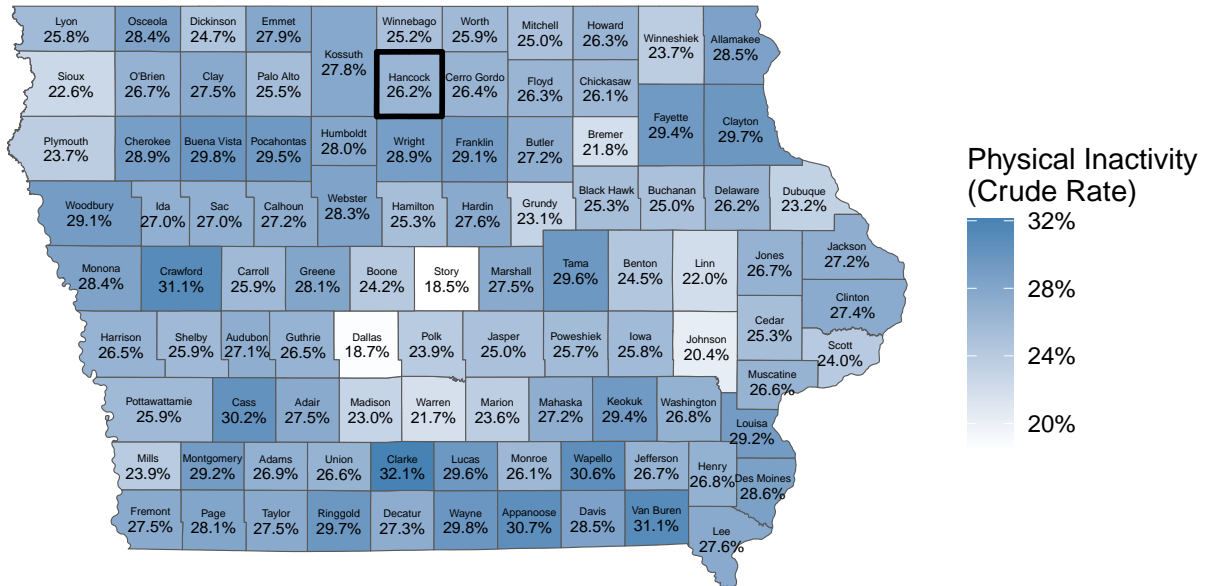 Lyon
25.8%
Osceola
28.4%
Dickinson
24.7%
Emmet
27.9%
Kossuth
27.8%
Winnebago
25.2%
Worth
25.9%
Mitchell
25.0%
Howard
26.3%
Winneshiek
23.7%
Allamakee
28.5%
Sioux
22.6%
O'Brien
26.7%
Clay
27.5%
Palo Alto
25.5%
Hancock
26.2%
Cerro Gordo
26.4%
Floyd
26.3%
Chickasaw
26.1%
Plymouth
23.7%
Cherokee
28.9%
Buena Vista
29.8%
Pocahontas
29.5%
Humboldt
28.0%
Wright
28.9%
Franklin
29.1%
Butler
27.2%
Bremer
21.8%
Fayette
29.4%
Clayton
29.7%
Woodbury
29.1%
Ida
27.0%
Sac
27.0%
Calhoun
27.2%
Webster
28.3%
Hamilton
25.3%
Hardin
27.6%
Grundy
23.1%
Black Hawk
25.3%
Buchanan
25.0%
Delaware
26.2%
Dubuque
23.2%
Monona
28.4%
Crawford
31.1%
Carroll
25.9%
Greene
28.1%
Boone
24.2%
Story
18.5%
Marshall
27.5%
Tama
29.6%
Benton
24.5%
Linn
22.0%
Jones
26.7%
Jackson
27.2%
Clinton
27.4%
Harrison
26.5%
Shelby
25.9%
Audubon
27.1%
Guthrie
26.5%
Dallas
18.7%
Polk
23.9%
Jasper
25.0%
Poweshiek
25.7%
Iowa
25.8%
Johnson
20.4%
Cedar
25.3%
Scott
24.0%
Muscatine
26.6%
Pottawattamie
25.9%
Cass
30.2%
Adair
27.5%
Madison
23.0%
Warren
21.7%
Marion
23.6%
Mahaska
27.2%
Keokuk
29.4%
Washington
26.8%
Louisa
29.2%
Mills
23.9%
Montgomery
29.2%
Adams
26.9%
Union
26.6%
Clarke
32.1%
Lucas
29.6%
Monroe
26.1%
Wapello
30.6%
Jefferson
26.7%
Henry
26.8%
Des Moines
28.6%
Fremont
27.5%
Page
28.1%
Taylor
27.5%
Ringgold
29.7%
Decatur
27.3%
Wayne
29.8%
Appanoose
30.7%
Davis
28.5%
Van Buren
31.1%
Lee
27.6%
Physical Inactivity
(Crude Rate)
32%
28%
24%
20%